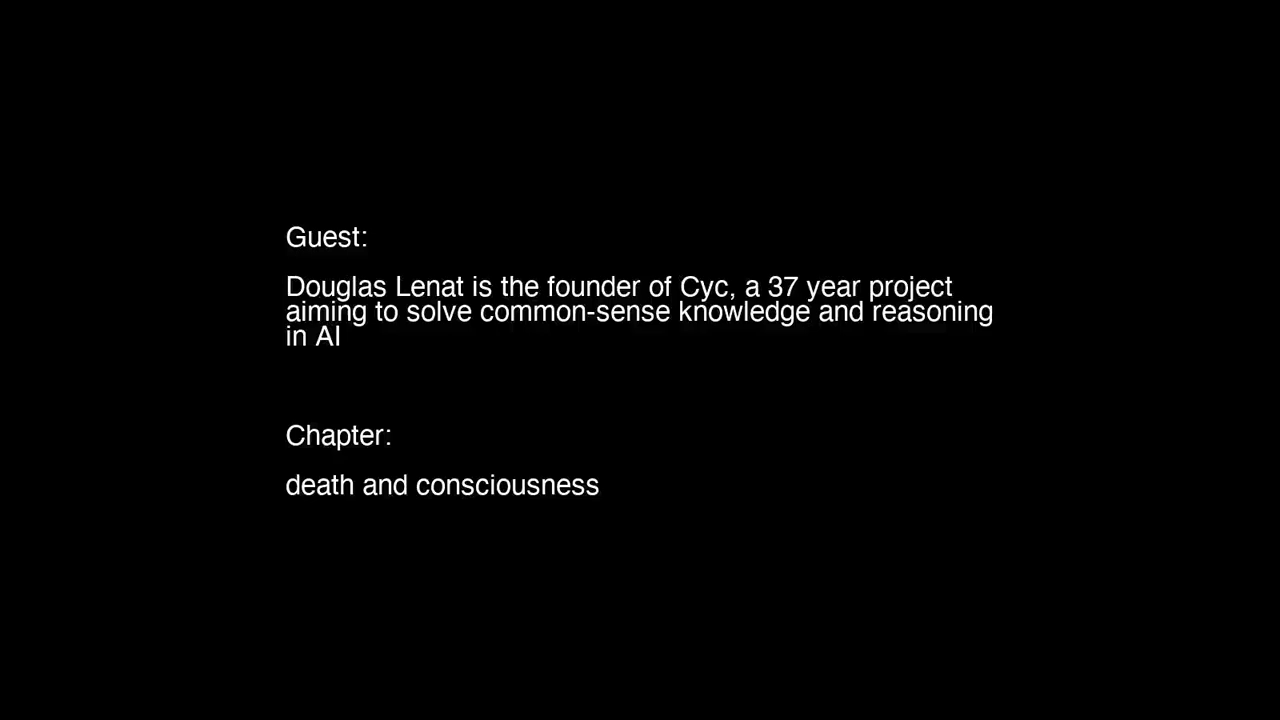 Guest:
Douglas Lenat is the founder of Cyc, a 37 year project
aiming to solve common-sense knowledge and reasoning
in AI
Chapter:
death and consciousness